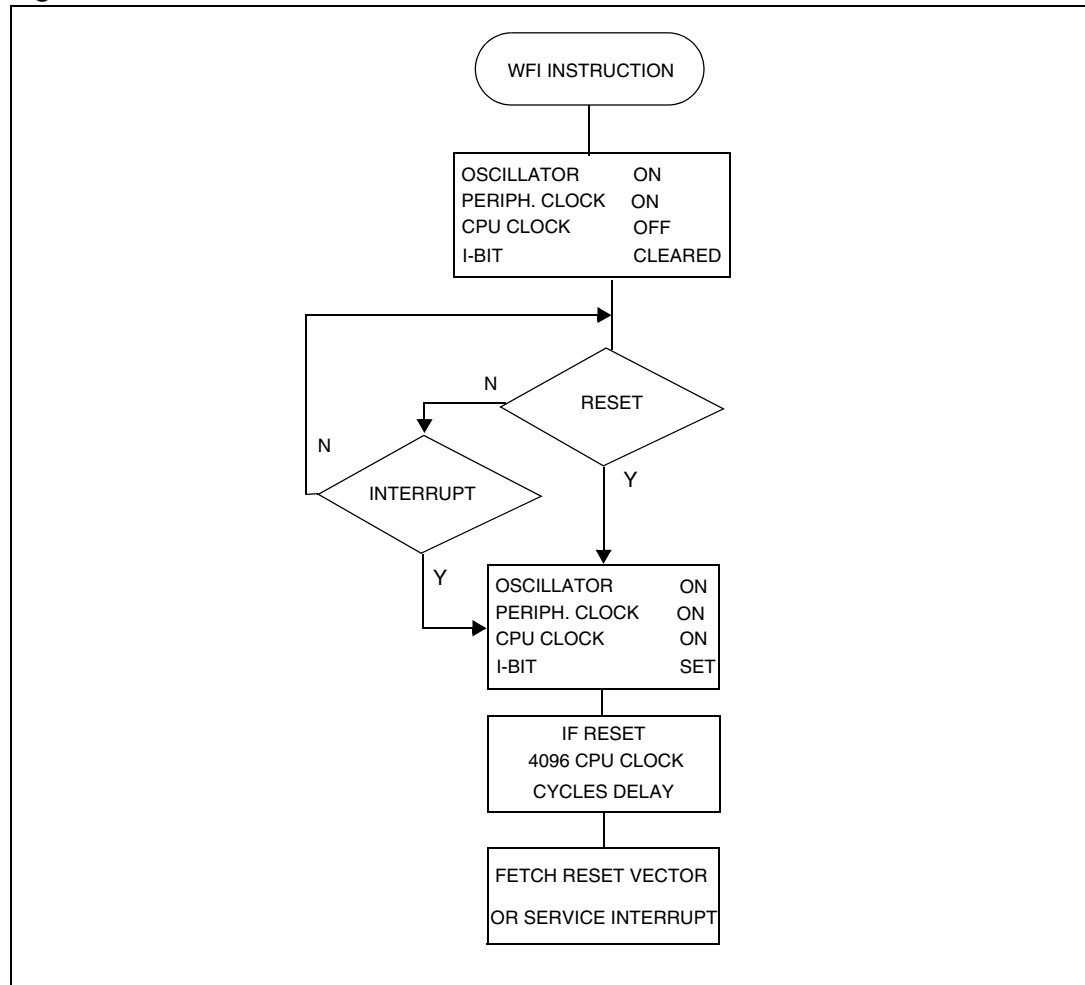 WFI INSTRUCTION
OSCILLATOR ON
PERIPH. CLOCK ON
CPU CLOCK OFF
I-BIT CLEARED
RESET
N
N
INTERRUPT
Y
Y
OSCILLATOR ON
PERIPH. CLOCK ON
CPU CLOCK ON
I-BIT SET
IF RESET
4096 CPU CLOCK
CYCLES DELAY
FETCH RESET VECTOR
OR SERVICE INTERRUPT